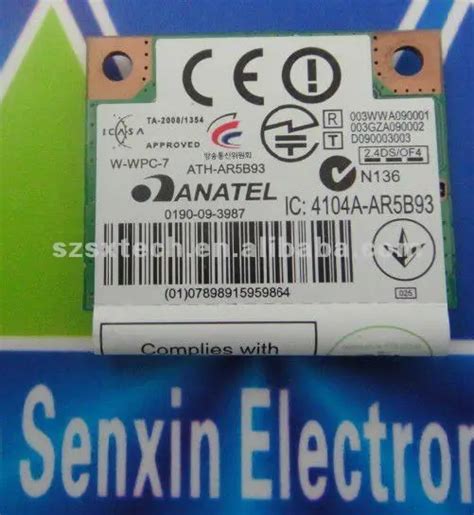 CE
ICASA
TA-2008/1354
APPROVED
W-WPC-7
방송통신위원회
ATH-AR5B93
R 003WWA090001
003GZA090002
T D090003003
2.4DS/OF4
N136
ANATEL
0190-09-3987
IC: 4104A-AR5B93
szsxtech.en.alibaba.com
(01)07898915959864
025
Complies with
Senxin Electron